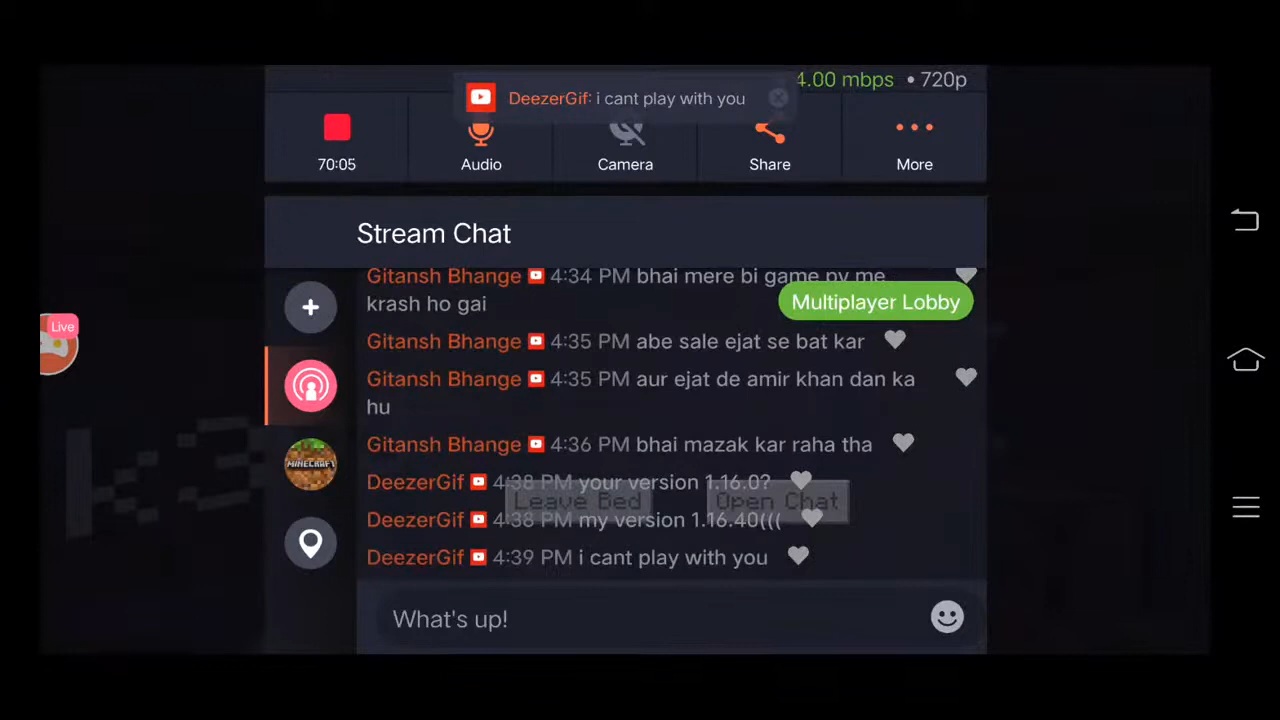 4.00 mbps • 720p
DeezerGif: i cant play with you
70:05
Audio
Camera
Share
More
Stream Chat
Gitansh Bhange 4:34 PM bhai mere bi game py me
krash ho gai
Multiplayer Lobby
Live
Gitansh Bhange 4:35 PM abe sale ejat se bat kar
Gitansh Bhange 4:35 PM aur ejat de amir khan dan ka
hu
Gitansh Bhange 4:36 PM bhai mazak kar raha tha
MINECRAFT
DeezerGif 4:38 PM your version 1.16.0?
Leave Bed
Open Chat
DeezerGif 4:38 PM my version 1.16.40(((
DeezerGif 4:39 PM i cant play with you
What's up!